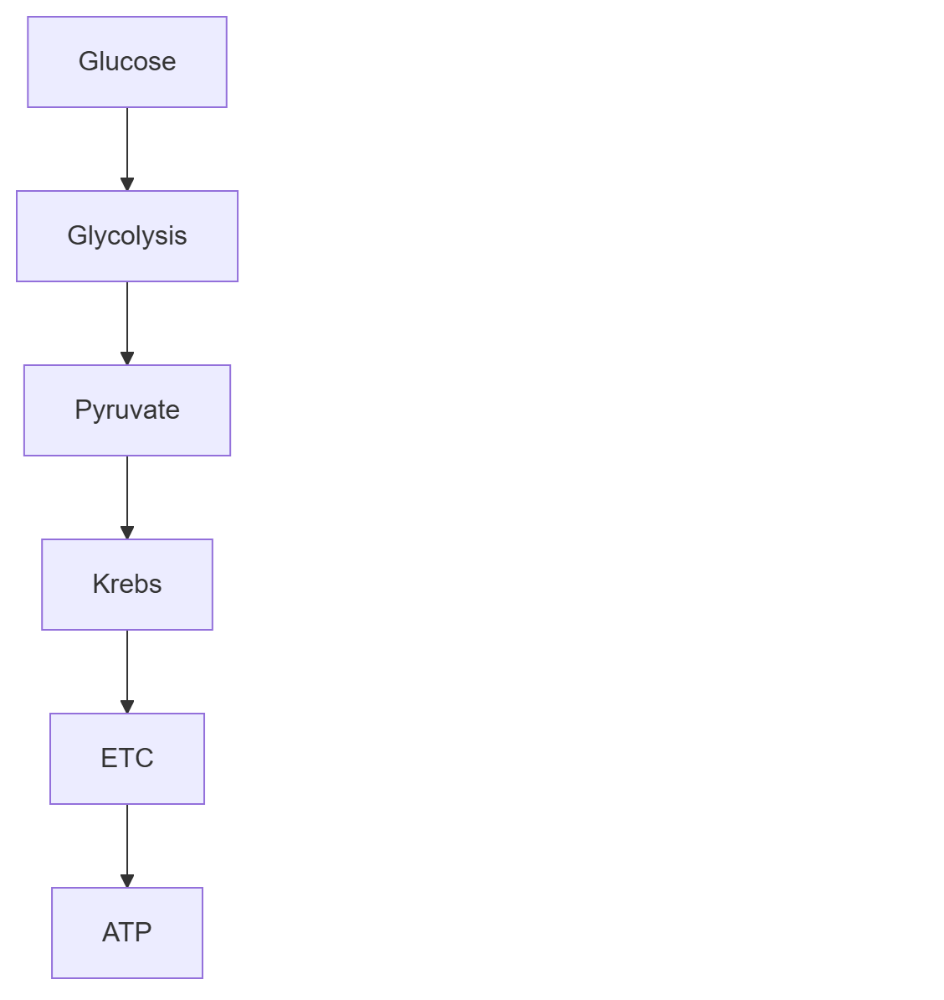 Glucose
Glycolysis
Pyruvate
Krebs
ETC
ATP